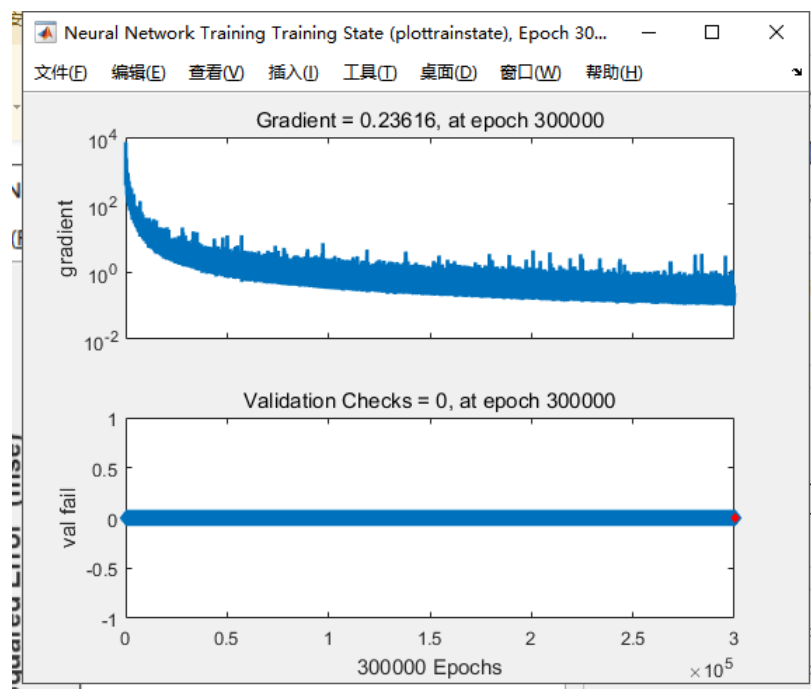 Neural Network Training Training State (plottrainstate), Epoch 30...
文件(F) 编辑(E) 查看(V) 插入(I) 工具(T) 桌面(D) 窗口(W) 帮助(H)
Gradient = 0.23616, at epoch 300000
10^4
10^2
10^0
10^-2
gradient
Validation Checks = 0, at epoch 300000
1
0.5
0
-0.5
-1
val fail
0 0.5 1 1.5 2 2.5 3
300000 Epochs
×10^5